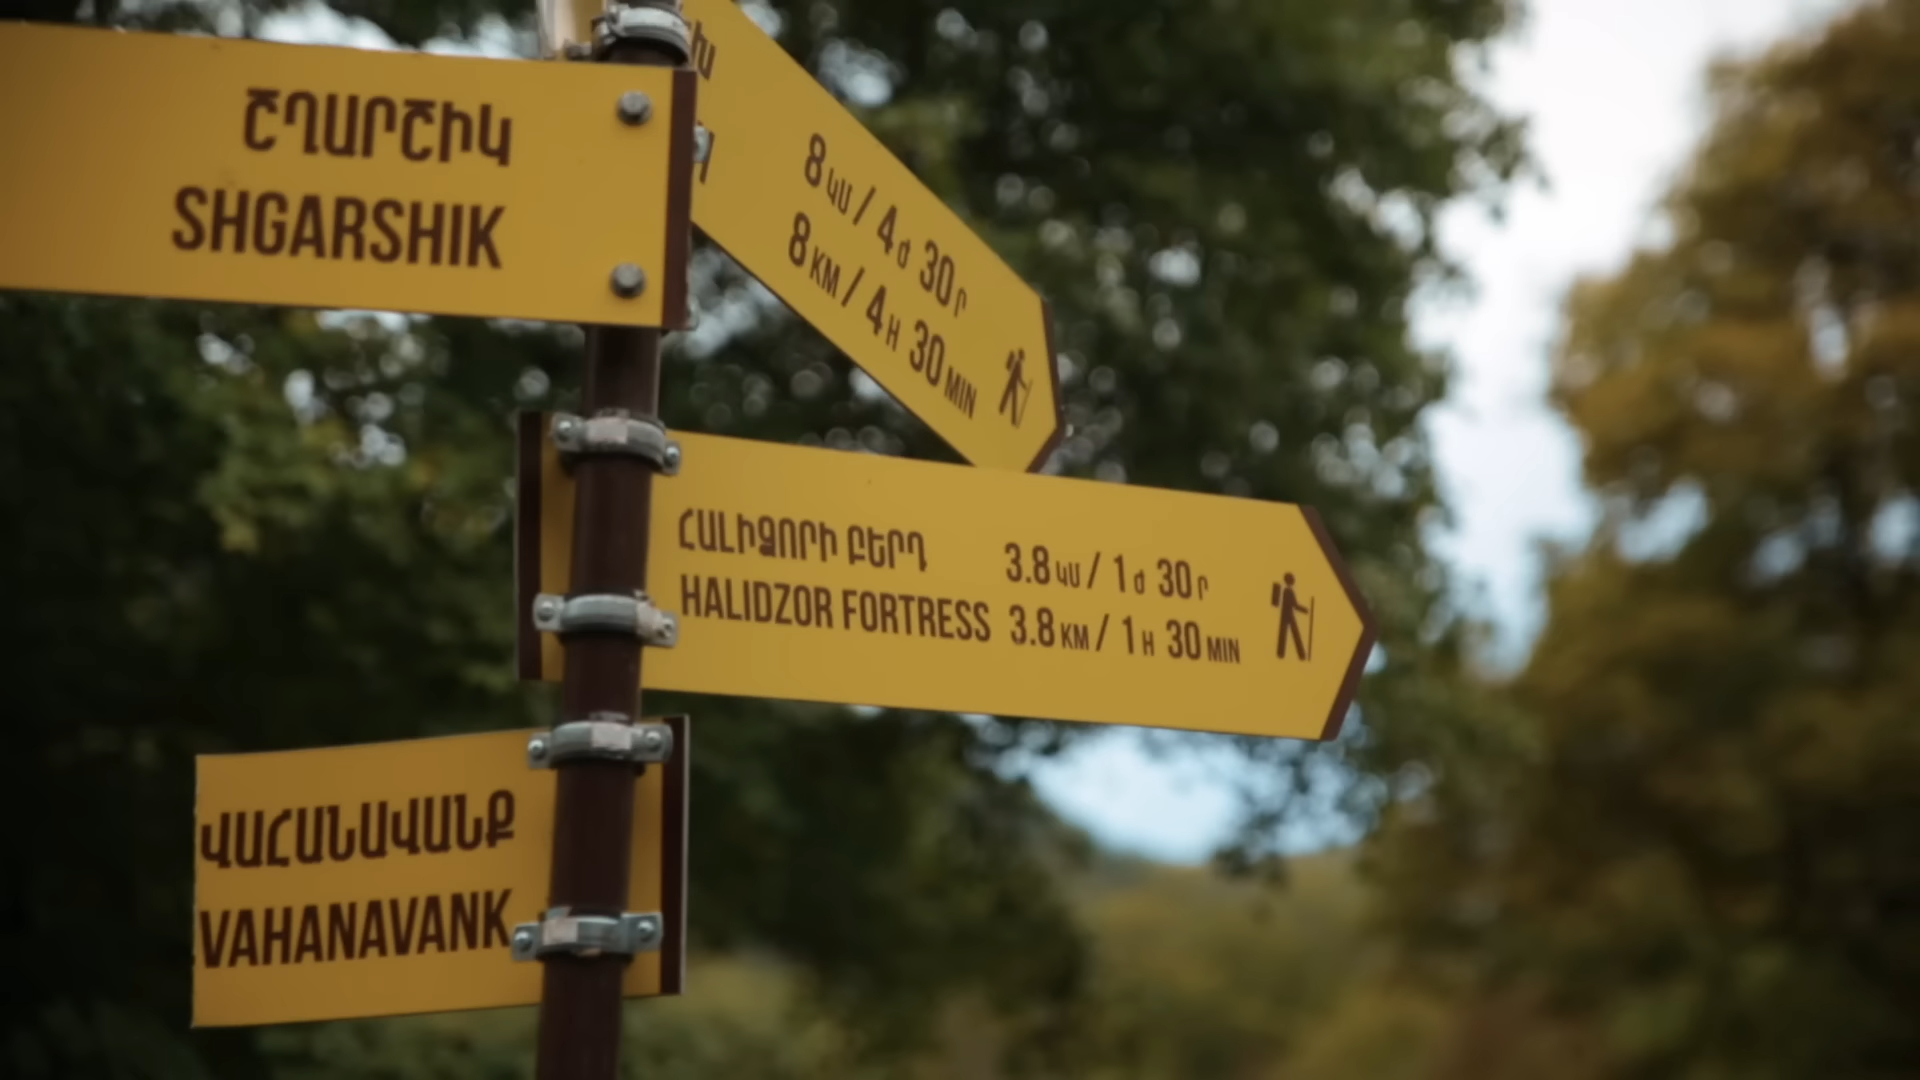 ՇՂԱՐՇԻԿ
SHGARSHIK
8 ԿՄ / 4 Ժ 30 Ր
8 KM / 4 H 30 MIN
ՀԱԼԻՁՈՐԻ ԲԵՐԴ 3.8 ԿՄ / 1 Ժ 30 Ր
HALIDZOR FORTRESS 3.8 KM / 1 H 30 MIN
ՎԱՀԱՆԱՎԱՆՔ
VAHANAVANK